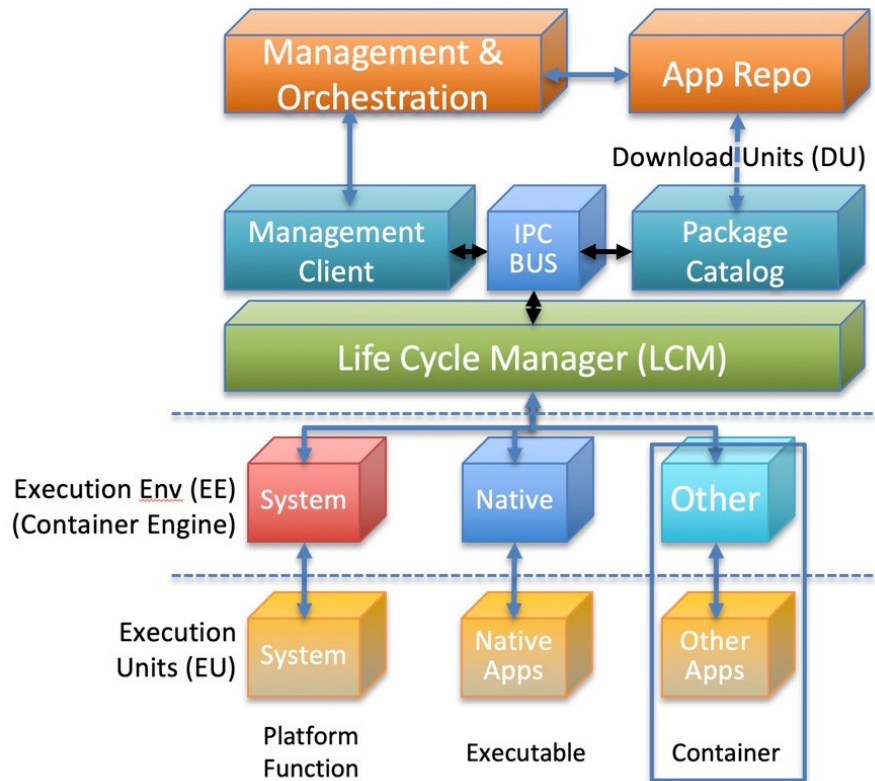 Management &
Orchestration
App Repo
Download Units (DU)
Management
Client
IPC
BUS
Package
Catalog
Life Cycle Manager (LCM)
Execution Env (EE)
(Container Engine)
System
Native
Other
Execution
Units (EU)
System
Native
Apps
Other
Apps
Platform
Function
Executable
Container